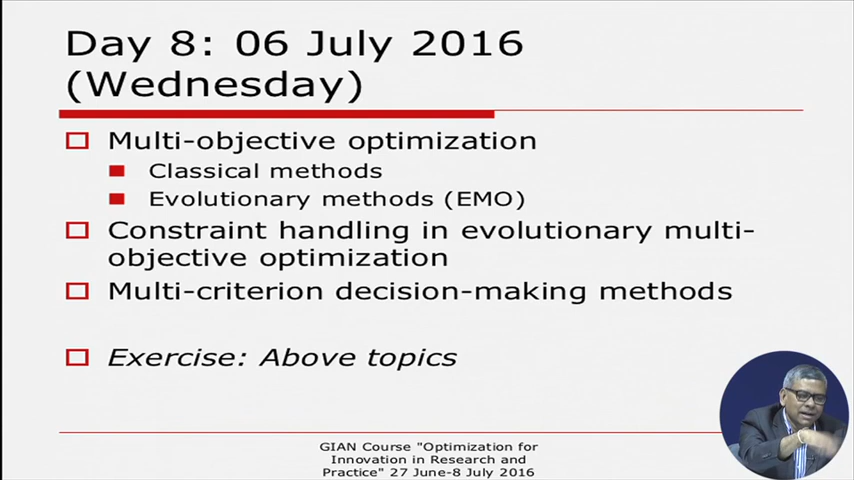 Day 8: 06 July 2016
(Wednesday)
Multi-objective optimization
Classical methods
Evolutionary methods (EMO)
Constraint handling in evolutionary multi-
objective optimization
Multi-criterion decision-making methods
Exercise: Above topics
GIAN Course "Optimization for
Innovation in Research and
Practice" 27 June-8 July 2016